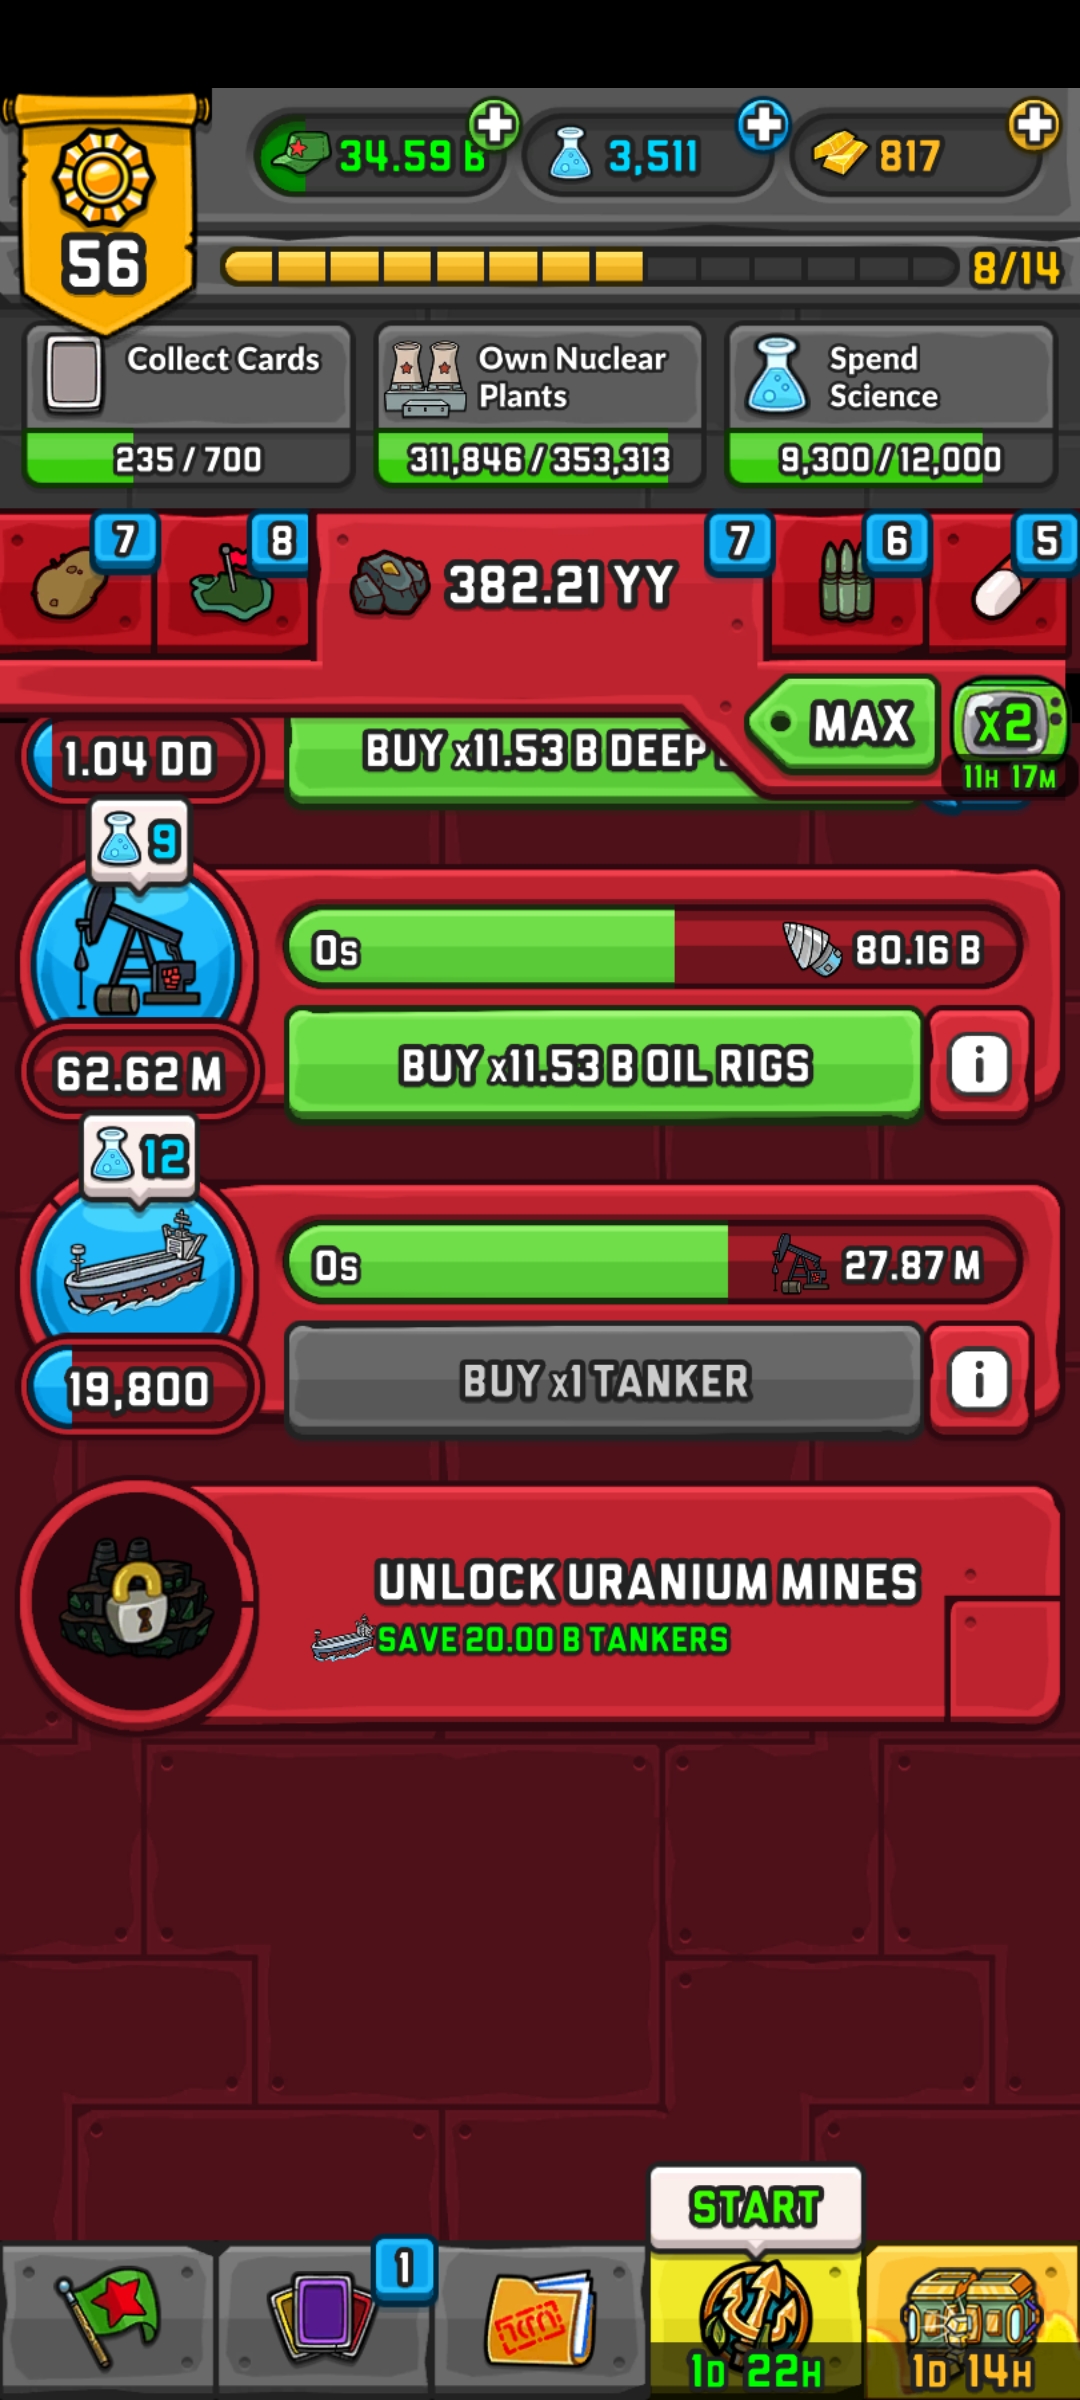 56
34.59 B
3,511
817
8/14
Collect Cards
235 / 700
Own Nuclear
Plants
311,846 / 353,313
Spend
Science
9,300 / 12,000
7
8
382.21 YY
7
6
5
MAX
x2
11H 17M
1.04 DD
BUY x11.53 B DEEP
9
0s
80.16 B
62.62 M
BUY x11.53 B OIL RIGS
i
12
0s
27.87 M
19,800
BUY x1 TANKER
i
UNLOCK URANIUM MINES
SAVE 20.00 B TANKERS
START
1
1D 22H
1D 14H